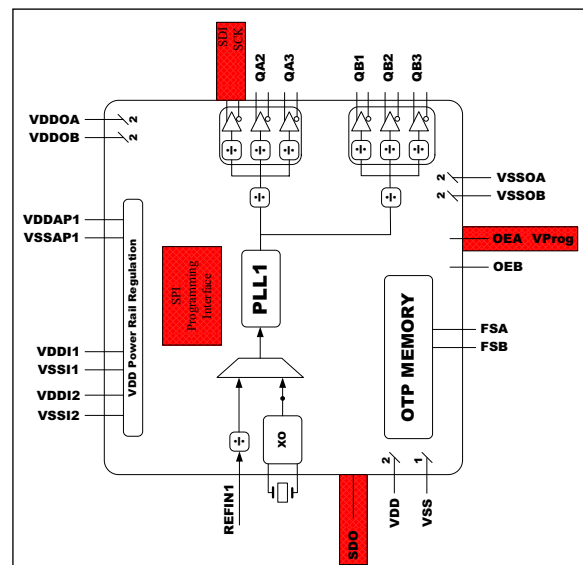 SDI
SCK
QA2
QA3
QB1
QB2
QB3
VDDOA
2
VDDOB
2
2
VSSOA
2
VSSOB
÷
÷
÷
÷
÷
÷
÷
÷
VDDAP1
VSSAP1
VDD Power Rail Regulation
VDDI1
VSSI1
VDDI2
VSSI2
SPI
Programming
Interface
PLL1
OEA VProg
OEB
OTP MEMORY
FSA
FSB
÷
XO
REFIN1
SDO
2
VDD
1
VSS